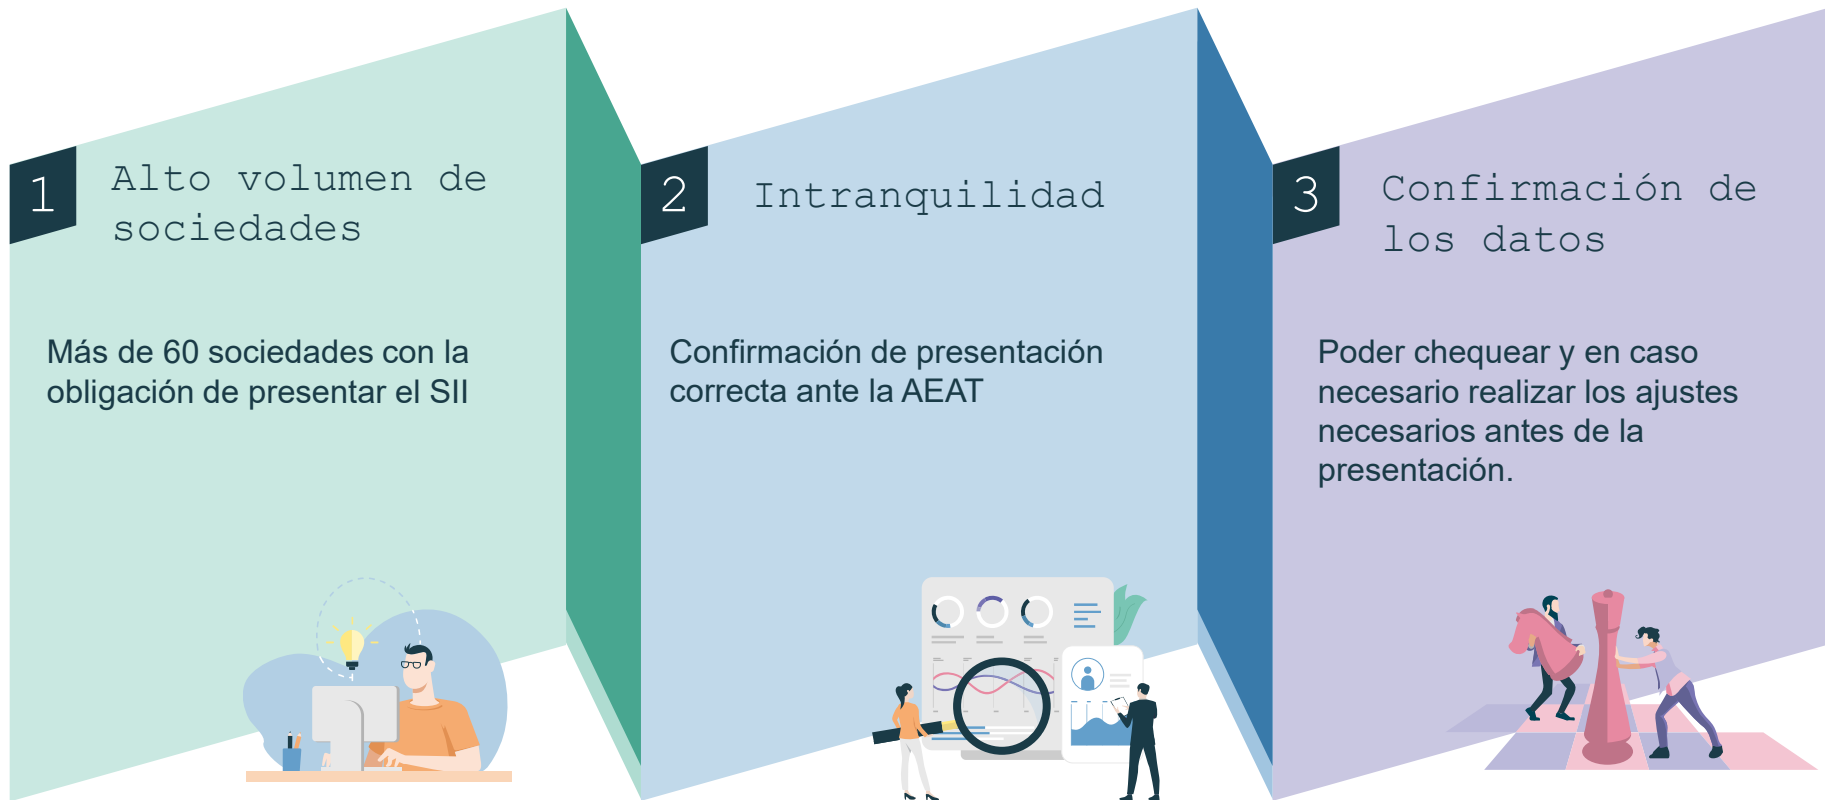 1
Alto volumen de
sociedades
Más de 60 sociedades con la
obligación de presentar el SII
2
Intranquilidad
Confirmación de presentación
correcta ante la AEAT
3
Confirmación de
los datos
Poder chequear y en caso
necesario realizar los ajustes
necesarios antes de la
presentación.